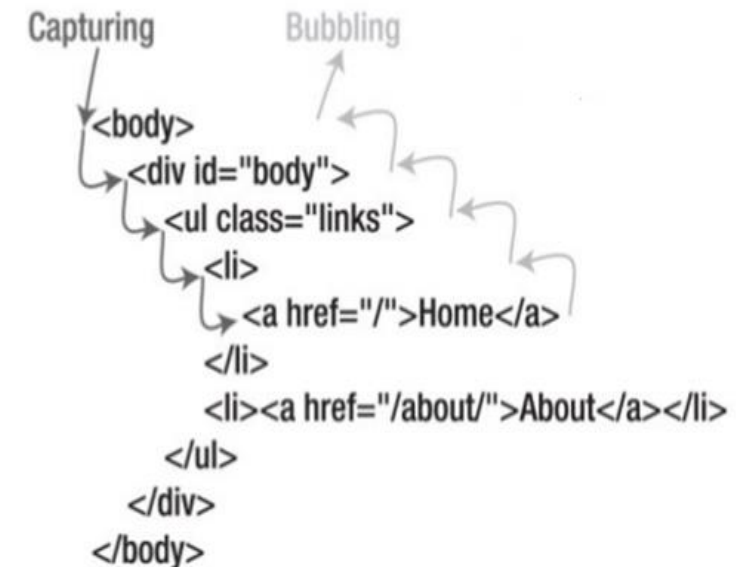 Capturing Bubbling
<body>
<div id="body">
<ul class="links">
<li>
<a href="/">Home</a>
</li>
<li><a href="/about/">About</a></li>
</ul>
</div>
</body>